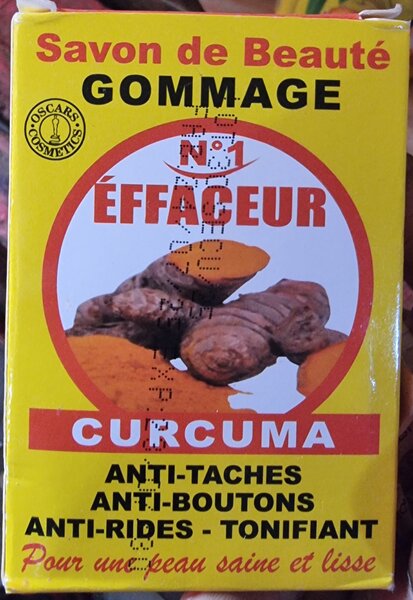 Savon de Beauté
GOMMAGE
OSCARS
COSMETICS
N°1
ÉFFACEUR
CURCUMA
ANTI-TACHES
ANTI-BOUTONS
ANTI-RIDES - TONIFIANT
Pour une peau saine et lisse